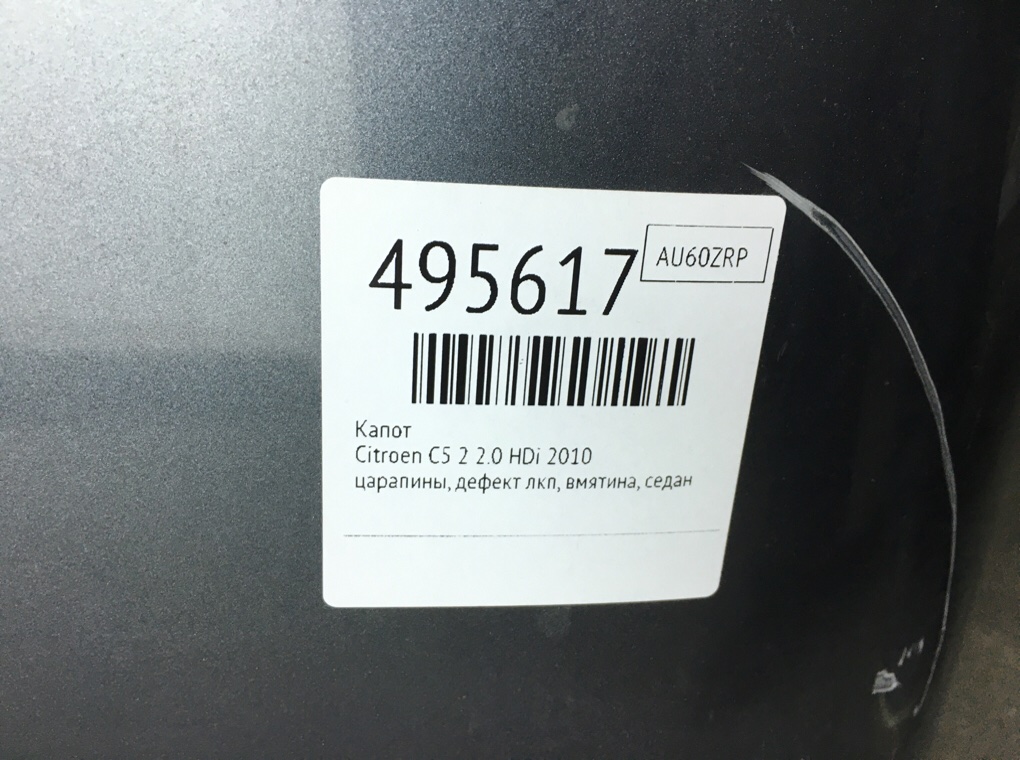 495617
AU60ZRP
Капот
Citroen C5 2 2.0 HDi 2010
царапины, дефект лкп, вмятина, седан